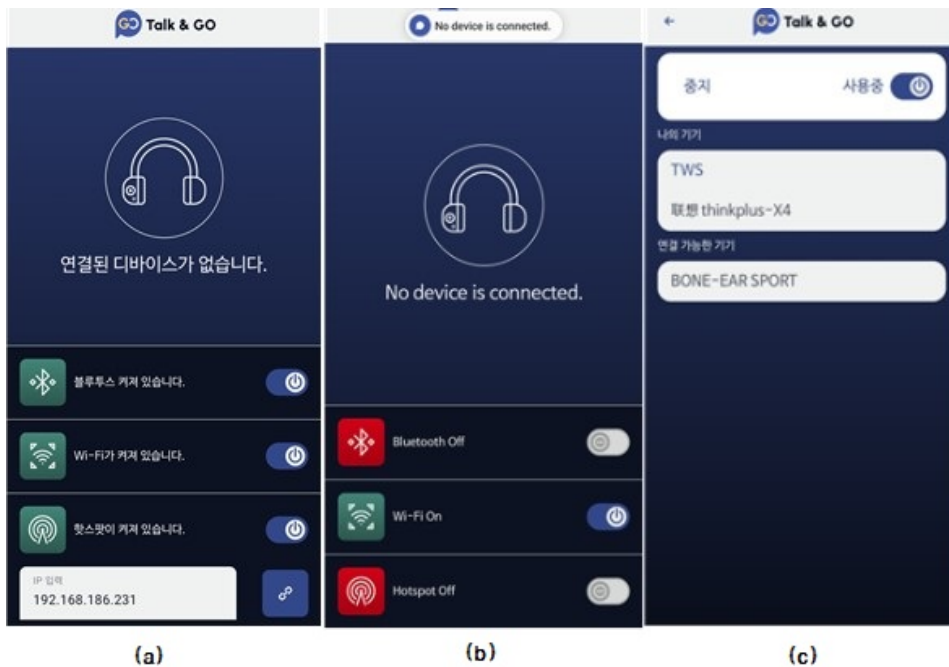 GO Talk & GO
연결된 디바이스가 없습니다.
블루투스 켜져 있습니다.
Wi-Fi가 켜져 있습니다.
핫스팟이 켜져 있습니다.
IP 입력
192.168.186.231
(a)
No device is connected.
No device is connected.
Bluetooth Off
Wi-Fi On
Hotspot Off
(b)
GO Talk & GO
중지 사용중
나의 기기
TWS
联想 thinkplus-X4
연결 가능한 기기
BONE-EAR SPORT
(c)